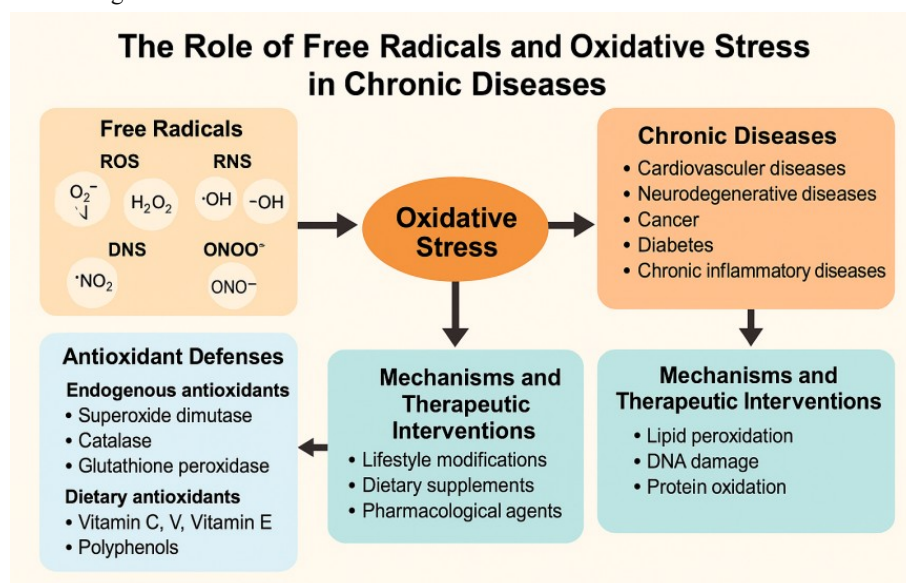 The Role of Free Radicals and Oxidative Stress
in Chronic Diseases
Free Radicals
ROS
RNS
O₂⁻
H₂O₂
·OH
-OH
DNS
ONOO⁻
·NO₂
ONO⁻
Oxidative
Stress
Chronic Diseases
• Cardiovasculer diseases
• Neurodegenerative diseases
• Cancer
• Diabetes
• Chronic inflammatory diseases
Antioxidant Defenses
Endogenous antioxidants
• Superoxide dimutase
• Catalase
• Glutathione peroxidase
Dietary antioxidants
• Vitamin C, V, Vitamin E
• Polyphenols
Mechanisms and
Therapeutic
Interventions
• Lifestyle modifications
• Dietary supplements
• Pharmacological agents
Mechanisms and
Therapeutic Interventions
• Lipid peroxidation
• DNA damage
• Protein oxidation